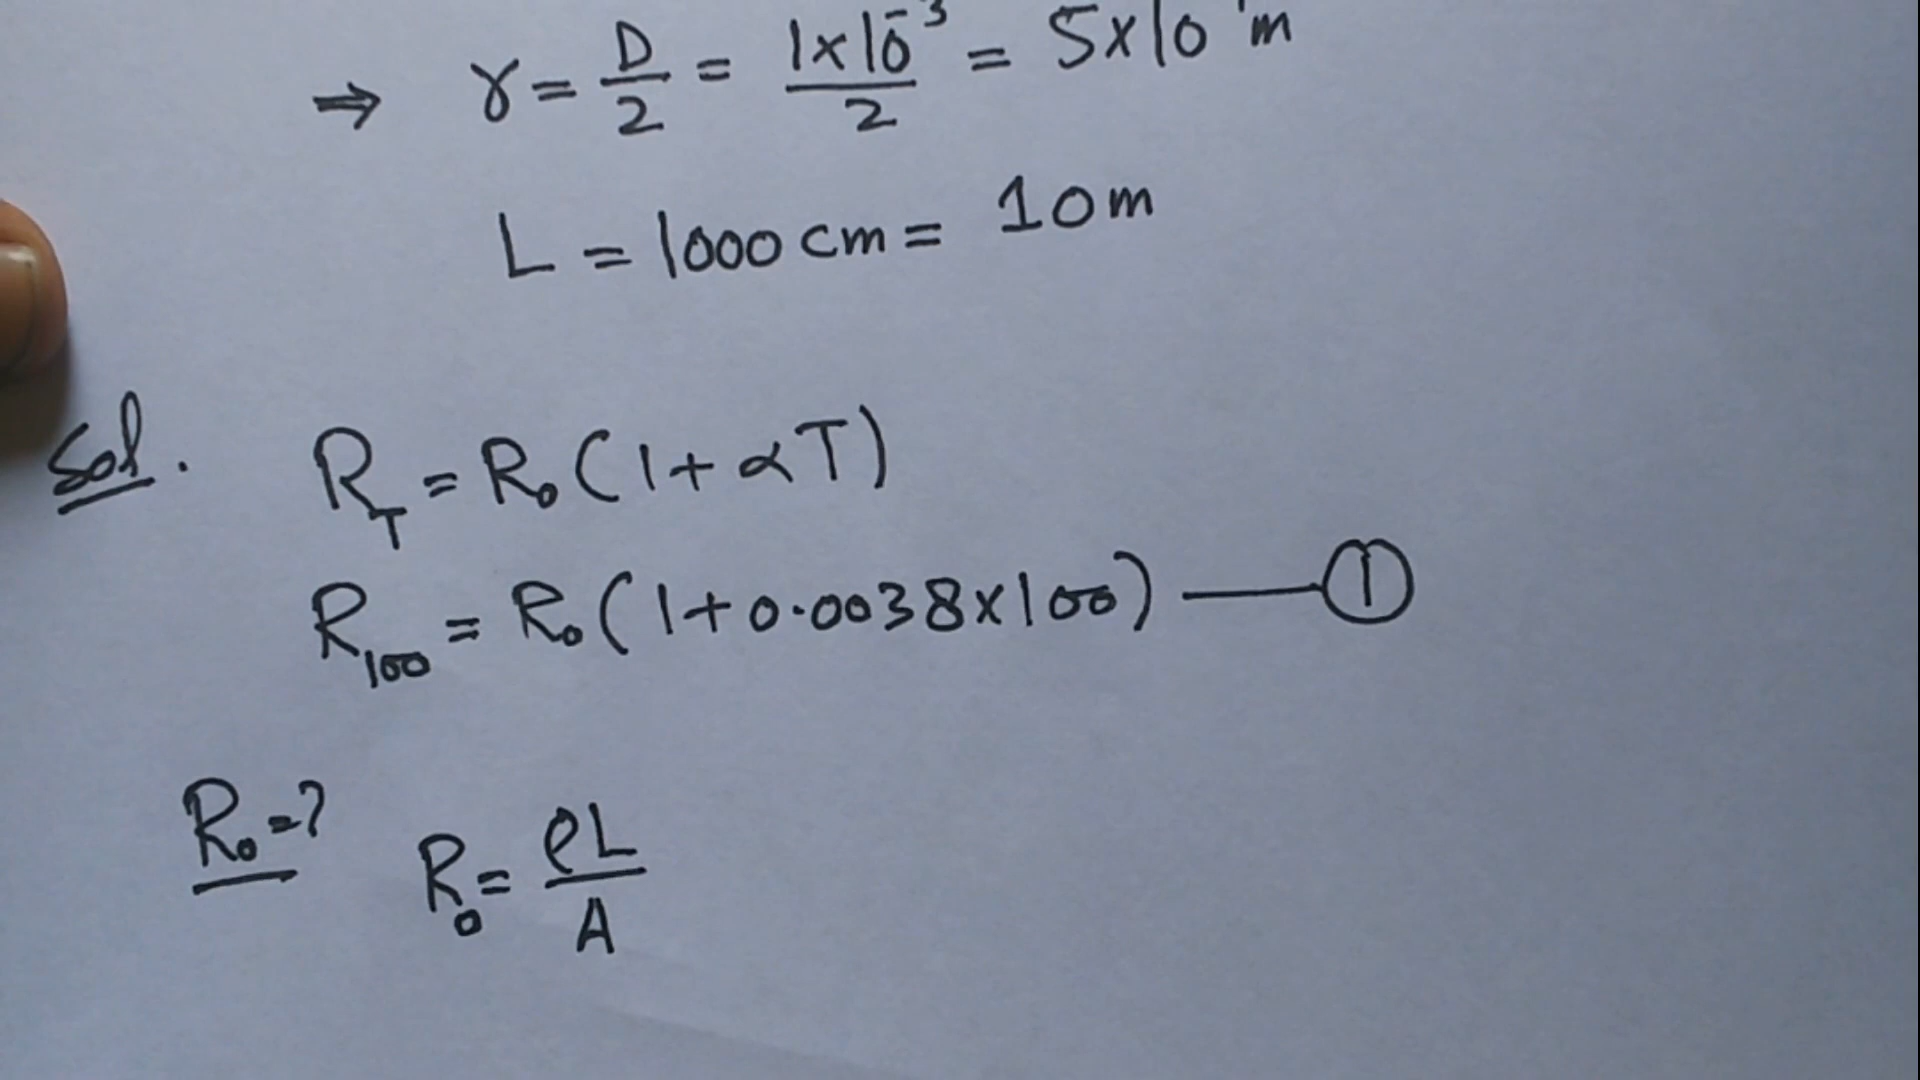 ⇒ r = D/2 = 1×10⁻³/2 = 5×10 m
L = 1000 cm = 10 m
Sol. R_T = R₀(1+αT)
R₁₀₀ = R₀(1+0.0038×100) — ①
R₀=? R₀ = ρL/A